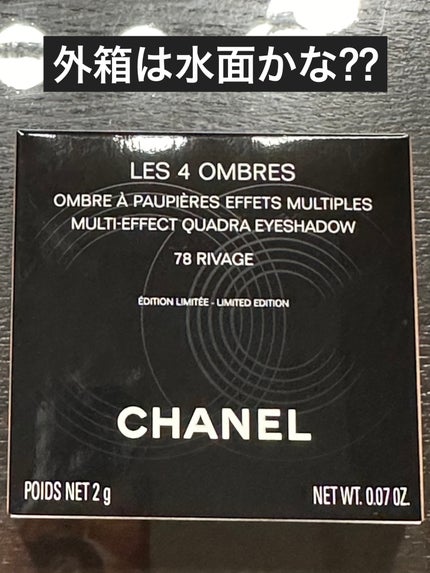 外箱は水面かな??
LES 4 OMBRES
OMBRE À PAUPIÈRES EFFETS MULTIPLES
MULTI-EFFECT QUADRA EYESHADOW
78 RIVAGE
ÉDITION LIMITÉE - LIMITED EDITION
CHANEL
POIDS NET 2 g
NET WT. 0.07 OZ.